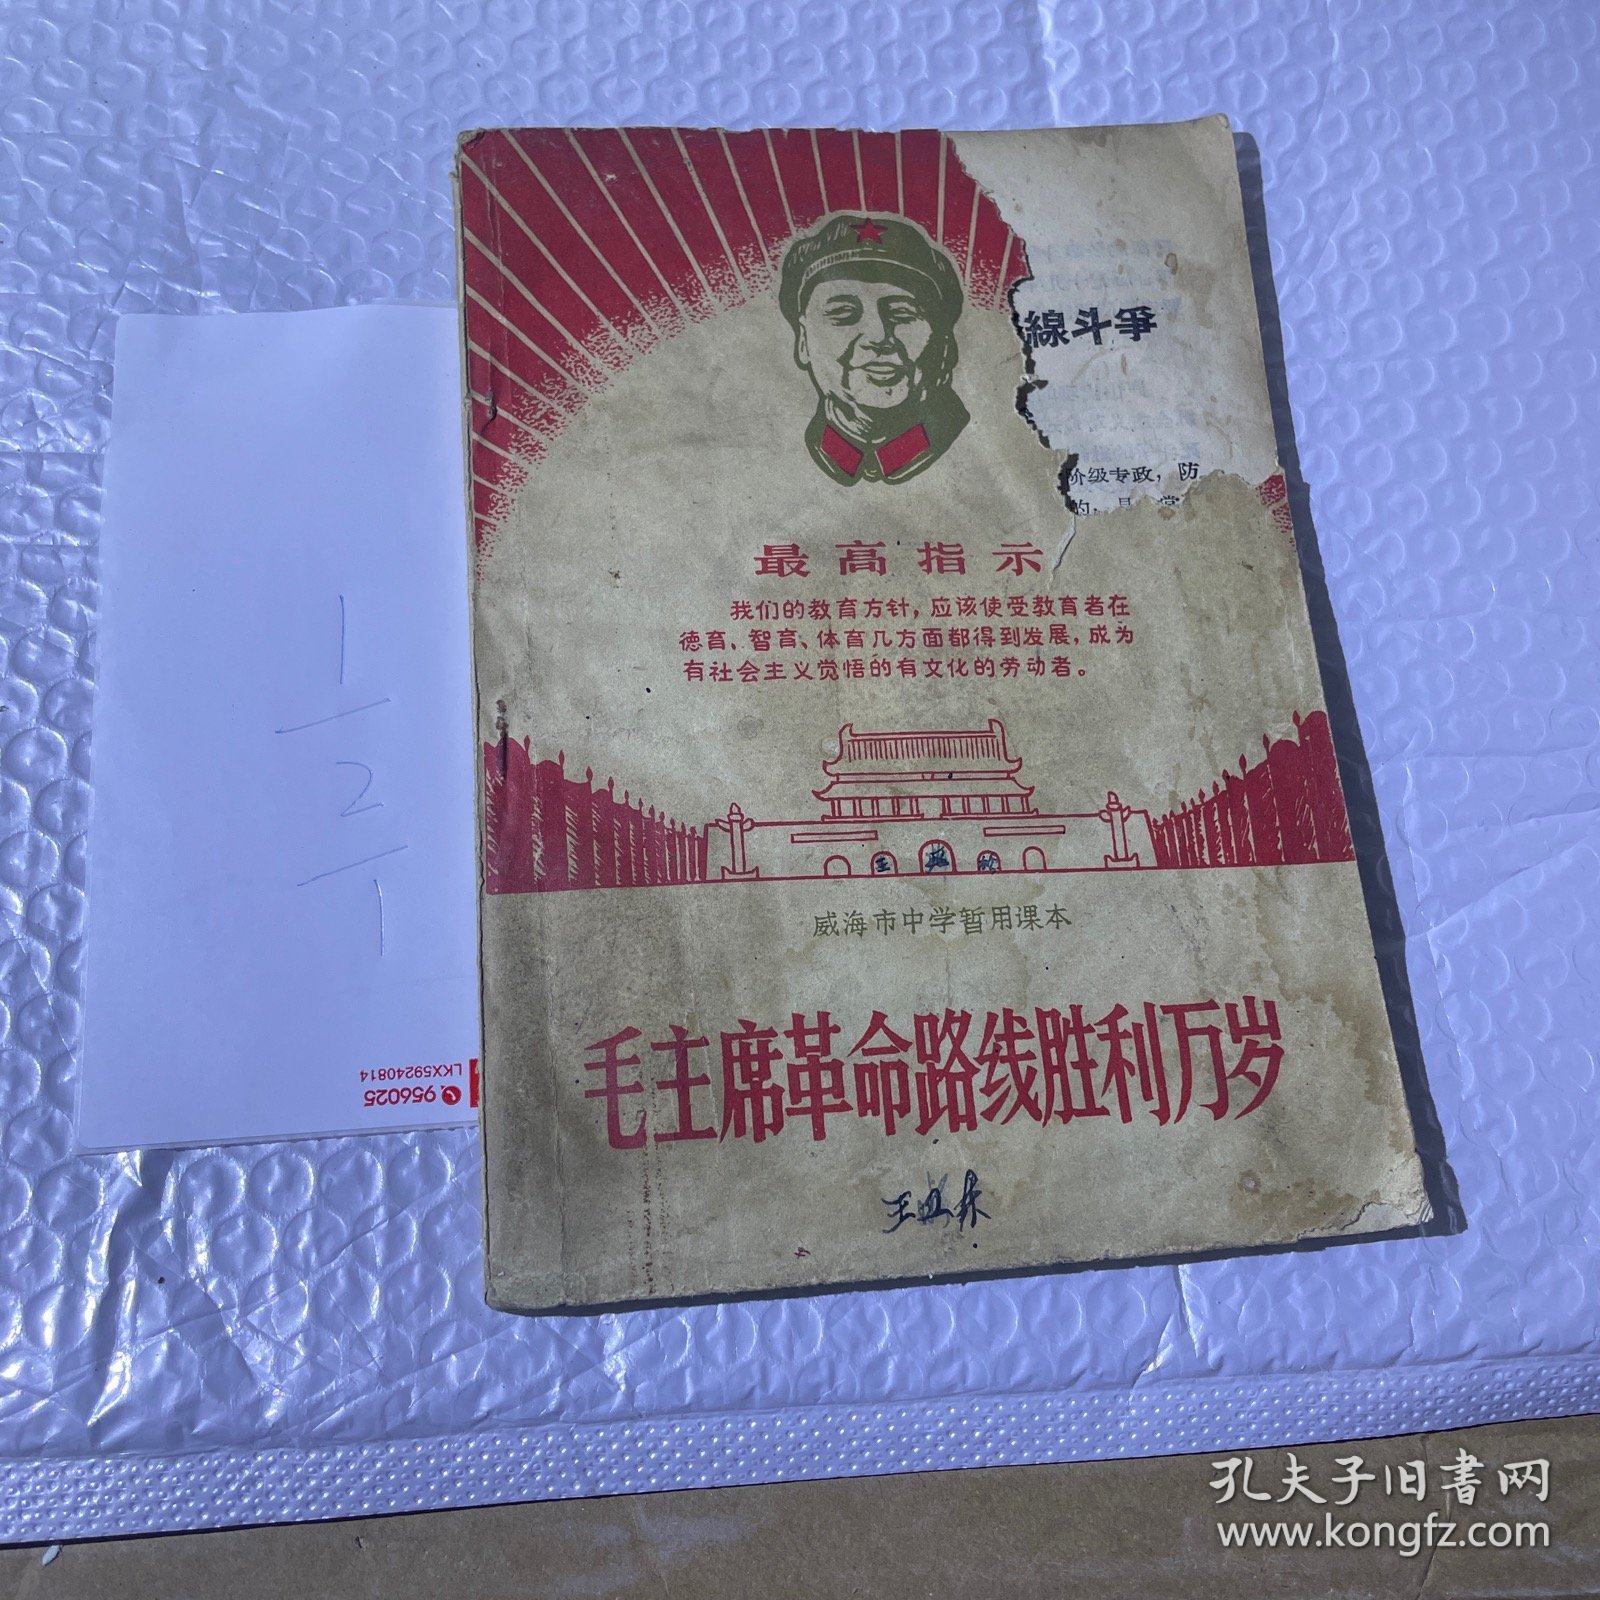 線斗爭
阶级专政，防
的，是
最高指示
我们的教育方针，应该使受教育者在
德育、智育、体育几方面都得到发展，成为
有社会主义觉悟的有文化的劳动者。
威海市中学暂用课本
毛主席革命路线胜利万岁
1
2
1
956025
LKX59240814
孔夫子旧書网
www.kongfz.com